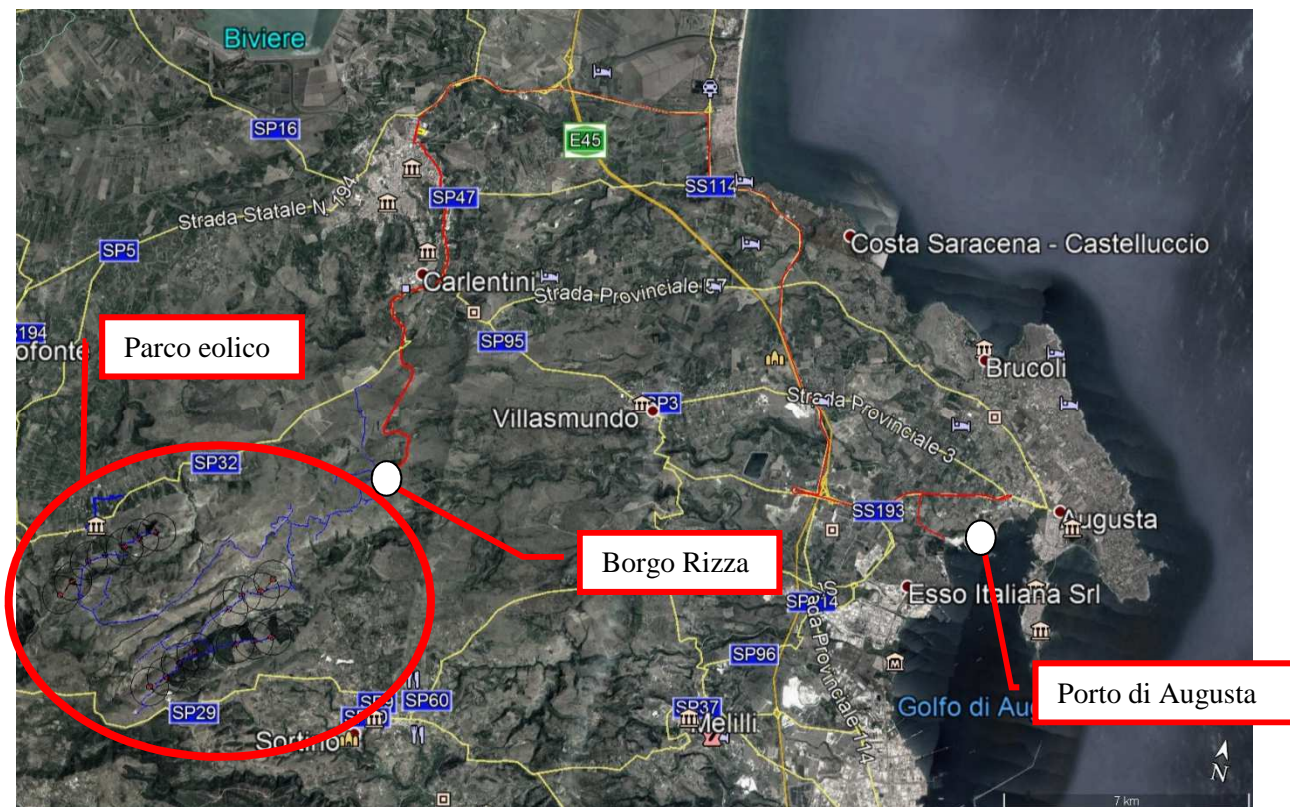 Biviere
SP16
E45
SS114
SP47
Strada Statale N. 194
SP5
Costa Saracena - Castelluccio
Carlentini
Strada Provinciale 57
S194
ofonte
Parco eolico
SP95
Brucoli
SP3
Villasmundo
Strada Provinciale 3
SP32
SS193
Augusta
Borgo Rizza
Esso Italiana Srl
SP96
Strada Provinciale 114
SP60
SP29
SP37
Melilli
Golfo di Au
Porto di Augusta
Sortino
N
7 km